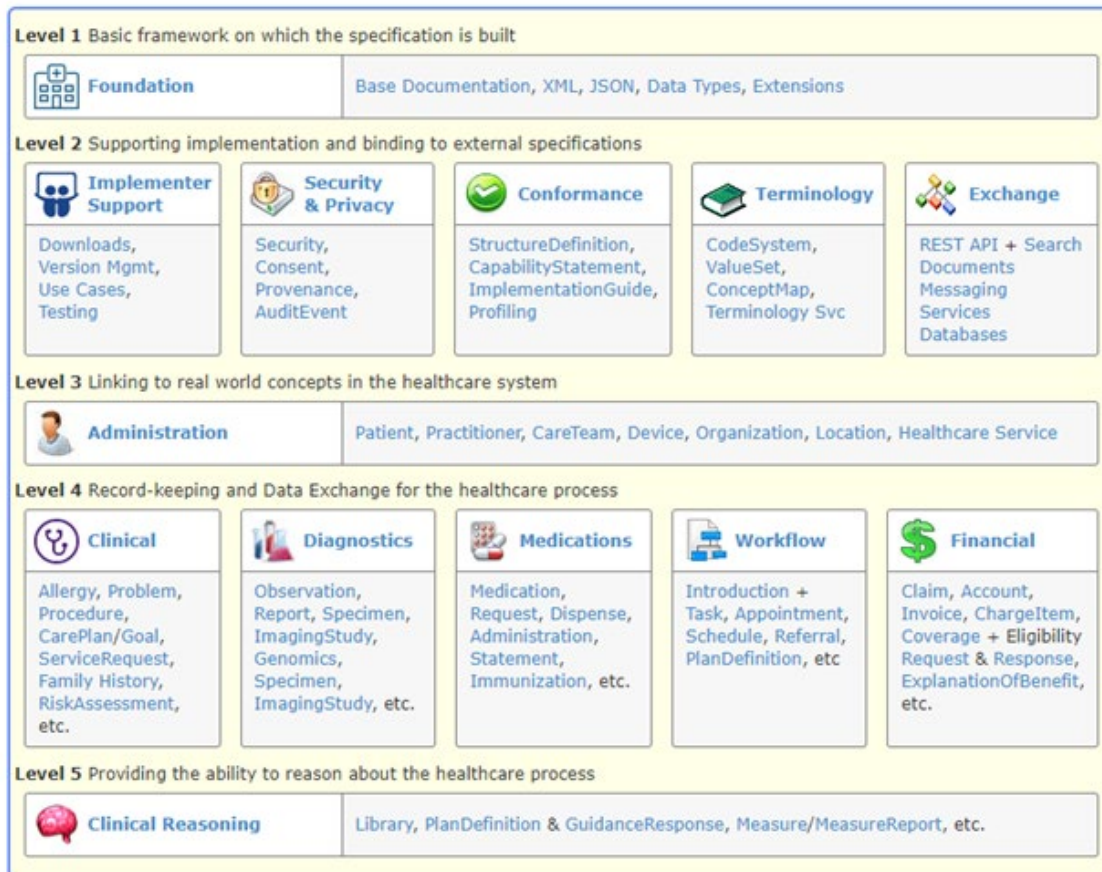 Level 1 Basic framework on which the specification is built
Foundation
Base Documentation, XML, JSON, Data Types, Extensions
Level 2 Supporting implementation and binding to external specifications
Implementer
Support
Downloads,
Version Mgmt,
Use Cases,
Testing
Security
& Privacy
Security,
Consent,
Provenance,
AuditEvent
Conformance
StructureDefinition,
CapabilityStatement,
ImplementationGuide,
Profiling
Terminology
CodeSystem,
ValueSet,
ConceptMap,
Terminology Svc
Exchange
REST API + Search
Documents
Messaging
Services
Databases
Level 3 Linking to real world concepts in the healthcare system
Administration
Patient, Practitioner, CareTeam, Device, Organization, Location, Healthcare Service
Level 4 Record-keeping and Data Exchange for the healthcare process
Clinical
Allergy, Problem,
Procedure,
CarePlan/Goal,
ServiceRequest,
Family History,
RiskAssessment,
etc.
Diagnostics
Observation,
Report, Specimen,
ImagingStudy,
Genomics,
Specimen,
ImagingStudy, etc.
Medications
Medication,
Request, Dispense,
Administration,
Statement,
Immunization, etc.
Workflow
Introduction +
Task, Appointment,
Schedule, Referral,
PlanDefinition, etc
Financial
Claim, Account,
Invoice, ChargeItem,
Coverage + Eligibility
Request & Response,
ExplanationOfBenefit,
etc.
Level 5 Providing the ability to reason about the healthcare process
Clinical Reasoning
Library, PlanDefinition & GuidanceResponse, Measure/MeasureReport, etc.